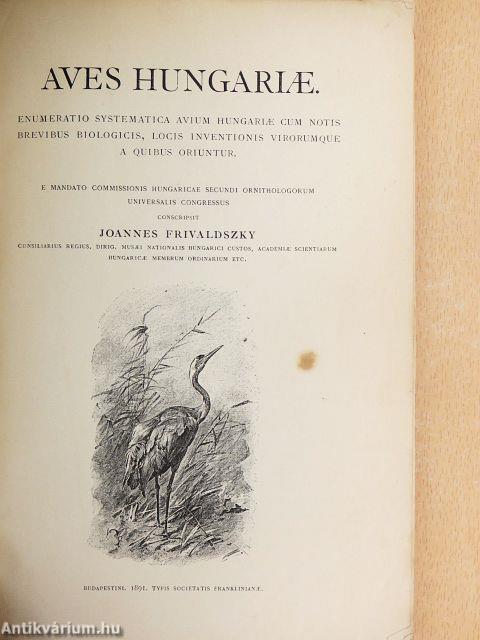 AVES HUNGARIÆ.
ENUMERATIO SYSTEMATICA AVIUM HUNGARIÆ CUM NOTIS
BREVIBUS BIOLOGICIS, LOCIS INVENTIONIS VIRORUMQUE
A QUIBUS ORIUNTUR.
E MANDATO COMMISSIONIS HUNGARICAE SECUNDI ORNITHOLOGORUM
UNIVERSALIS CONGRESSUS
CONSCRIPSIT
JOANNES FRIVALDSZKY
CONSILIARIUS REGIUS, DIRIG. MUSÆI NATIONALIS HUNGARICI CUSTOS, ACADEMIÆ SCIENTIARUM
HUNGARICÆ MEMBRUM ORDINARIUM ETC.
BUDAPESTINI, 1891. TYPIS SOCIETATIS FRANKLINIANÆ.
Antikvárium.hu